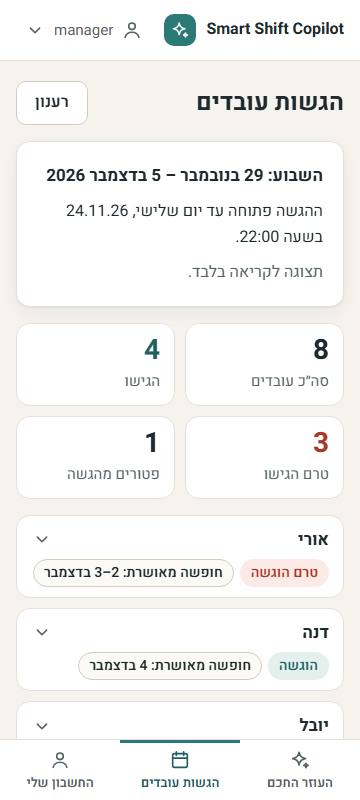 Smart Shift Copilot
manager
הגשות עובדים
רענון
השבוע: 29 בנובמבר – 5 בדצמבר 2026
ההגשה פתוחה עד יום שלישי, 24.11.26
בשעה 22:00.
תצוגה לקריאה בלבד.
8
סה״כ עובדים
4
הגישו
3
טרם הגישו
1
פטורים מהגשה
אורי
טרם הוגשה
חופשה מאושרת: 2–3 בדצמבר
דנה
הוגשה
חופשה מאושרת: 4 בדצמבר
יובל
העוזר החכם
הגשות עובדים
החשבון שלי